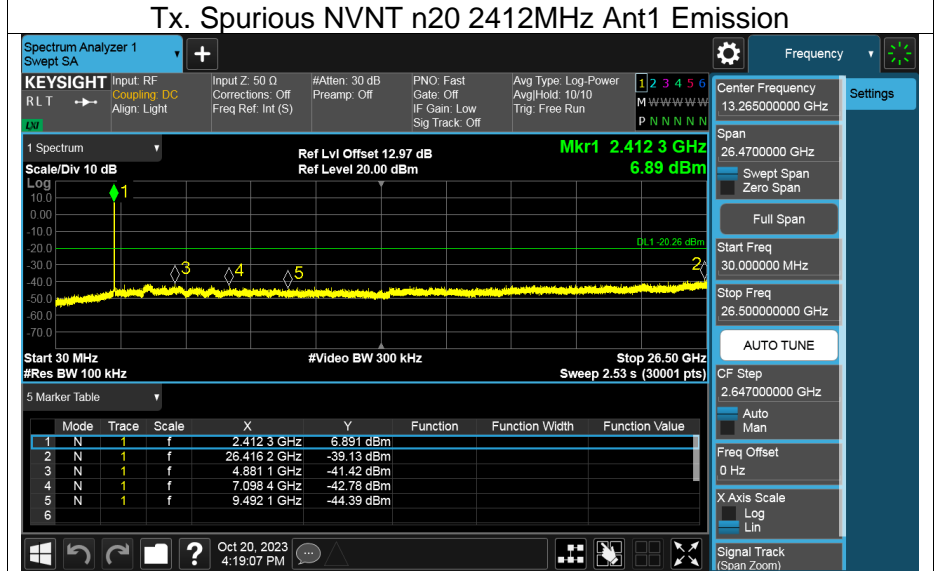 Tx. Spurious NVNT n20 2412MHz Ant1 Emission
Spectrum Analyzer 1
Swept SA
+
Frequency
KEYSIGHT
RLT
LXI
Input: RF
Coupling: DC
Align: Light
Input Z: 50 Ω
Corrections: Off
Freq Ref: Int (S)
#Atten: 30 dB
Preamp: Off
PNO: Fast
Gate: Off
IF Gain: Low
Sig Track: Off
Avg Type: Log-Power
Avg|Hold: 10/10
Trig: Free Run
1 2 3 4 5 6
M W W W W W
P N N N N N
Settings
Center Frequency
13.265000000 GHz
Span
26.4700000 GHz
Swept Span
Zero Span
Full Span
Start Freq
30.000000 MHz
Stop Freq
26.500000000 GHz
AUTO TUNE
CF Step
2.647000000 GHz
Auto
Man
Freq Offset
0 Hz
X Axis Scale
Log
Lin
Signal Track
(Span Zoom)
1 Spectrum
Scale/Div 10 dB
Ref Lvl Offset 12.97 dB
Ref Level 20.00 dBm
Mkr1 2.412 3 GHz
6.89 dBm
Log
10.0
0.00
-10.0
-20.0
-30.0
-40.0
-50.0
-60.0
-70.0
1
DL1 -20.26 dBm
2
3
4
5
Start 30 MHz
#Video BW 300 kHz
Stop 26.50 GHz
#Res BW 100 kHz
Sweep 2.53 s (30001 pts)
5 Marker Table
Mode Trace Scale X Y Function Function Width Function Value
1 N 1 f 2.412 3 GHz 6.891 dBm
2 N 1 f 26.416 2 GHz -39.13 dBm
3 N 1 f 4.881 1 GHz -41.42 dBm
4 N 1 f 7.098 4 GHz -42.78 dBm
5 N 1 f 9.492 1 GHz -44.39 dBm
6
?
Oct 20, 2023
4:19:07 PM